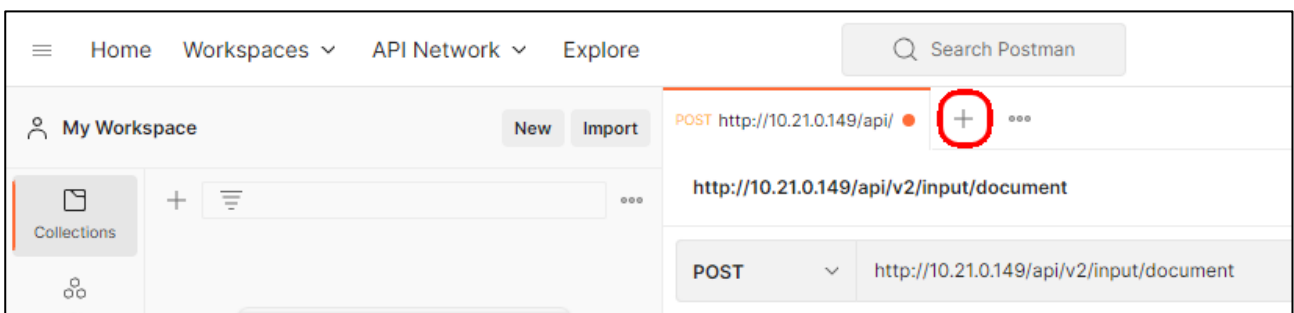 Home Workspaces API Network Explore Search Postman
My Workspace New Import
POST http://10.21.0.149/api/
http://10.21.0.149/api/v2/input/document
Collections
POST http://10.21.0.149/api/v2/input/document